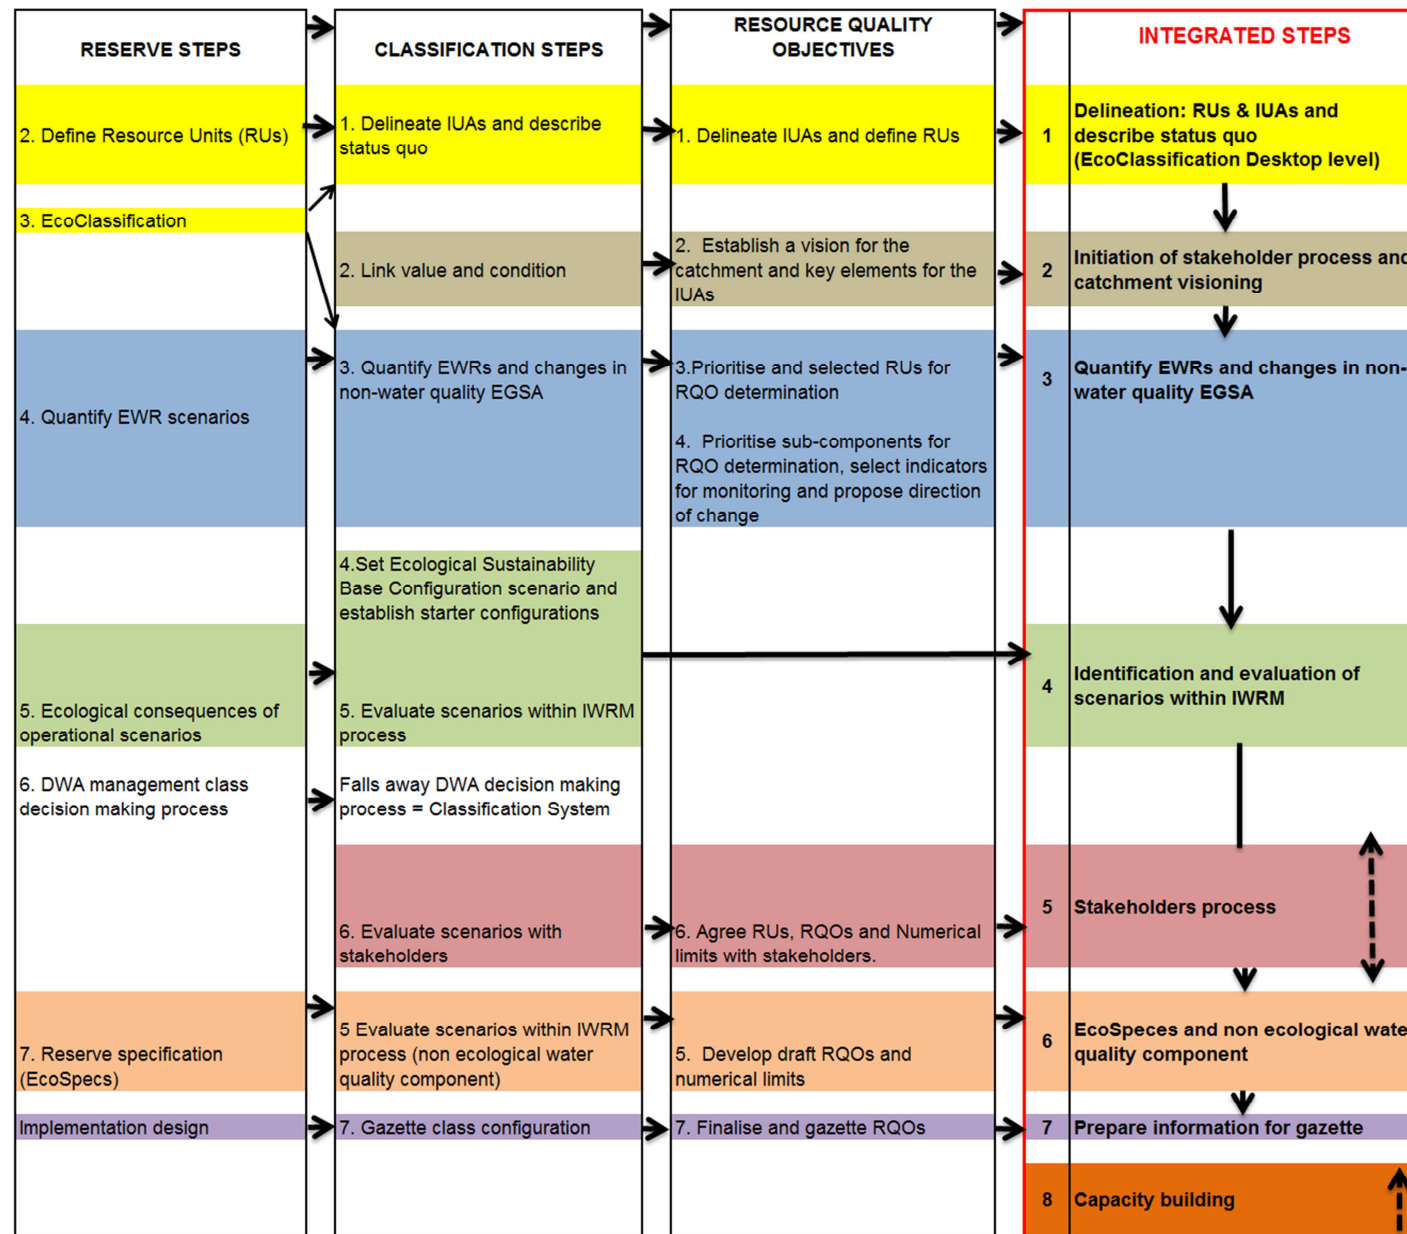 RESERVE STEPS
CLASSIFICATION STEPS
RESOURCE QUALITY
OBJECTIVES
INTEGRATED STEPS
2. Define Resource Units (RUs)
1. Delineate IUAs and describe
status quo
1. Delineate IUAs and define RUs
1
Delineation: RUs & IUAs and
describe status quo
(EcoClassification Desktop level)
3. EcoClassification
2. Link value and condition
2. Establish a vision for the
catchment and key elements for the
IUAs
2
Initiation of stakeholder process and
catchment visioning
4. Quantify EWR scenarios
3. Quantify EWRs and changes in
non-water quality EGSA
3.Prioritise and selected RUs for
RQO determination
4. Prioritise sub-components for
RQO determination, select indicators
for monitoring and propose direction
of change
3
Quantify EWRs and changes in non-
water quality EGSA
4.Set Ecological Sustainability
Base Configuration scenario and
establish starter configurations
5. Ecological consequences of
operational scenarios
5. Evaluate scenarios within IWRM
process
4
Identification and evaluation of
scenarios within IWRM
6. DWA management class
decision making process
Falls away DWA decision making
process = Classification System
6. Evaluate scenarios with
stakeholders
6. Agree RUs, RQOs and Numerical
limits with stakeholders.
5
Stakeholders process
7. Reserve specification
(EcoSpecs)
5 Evaluate scenarios within IWRM
process (non ecological water
quality component)
5. Develop draft RQOs and
numerical limits
6
EcoSpeces and non ecological wate
quality component
Implementation design
7. Gazette class configuration
7. Finalise and gazette RQOs
7
Prepare information for gazette
8
Capacity building